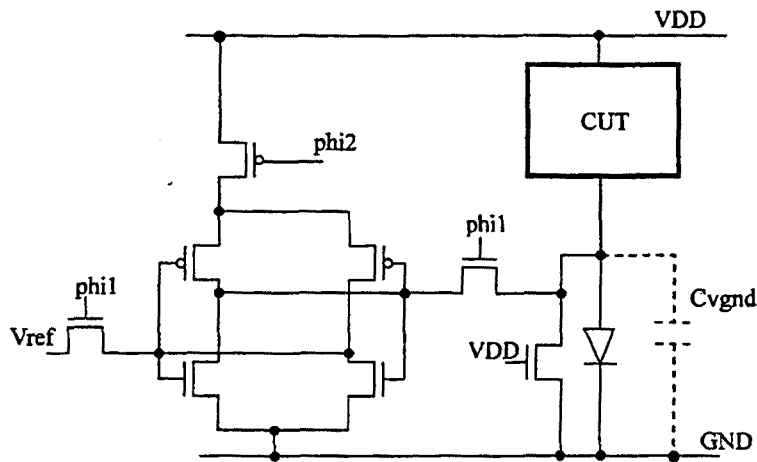 VDD
CUT
phi2
phi1
phi1
Cvgnd
Vref
VDD
GND